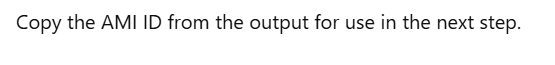 Copy the AMI ID from the output for use in the next step.